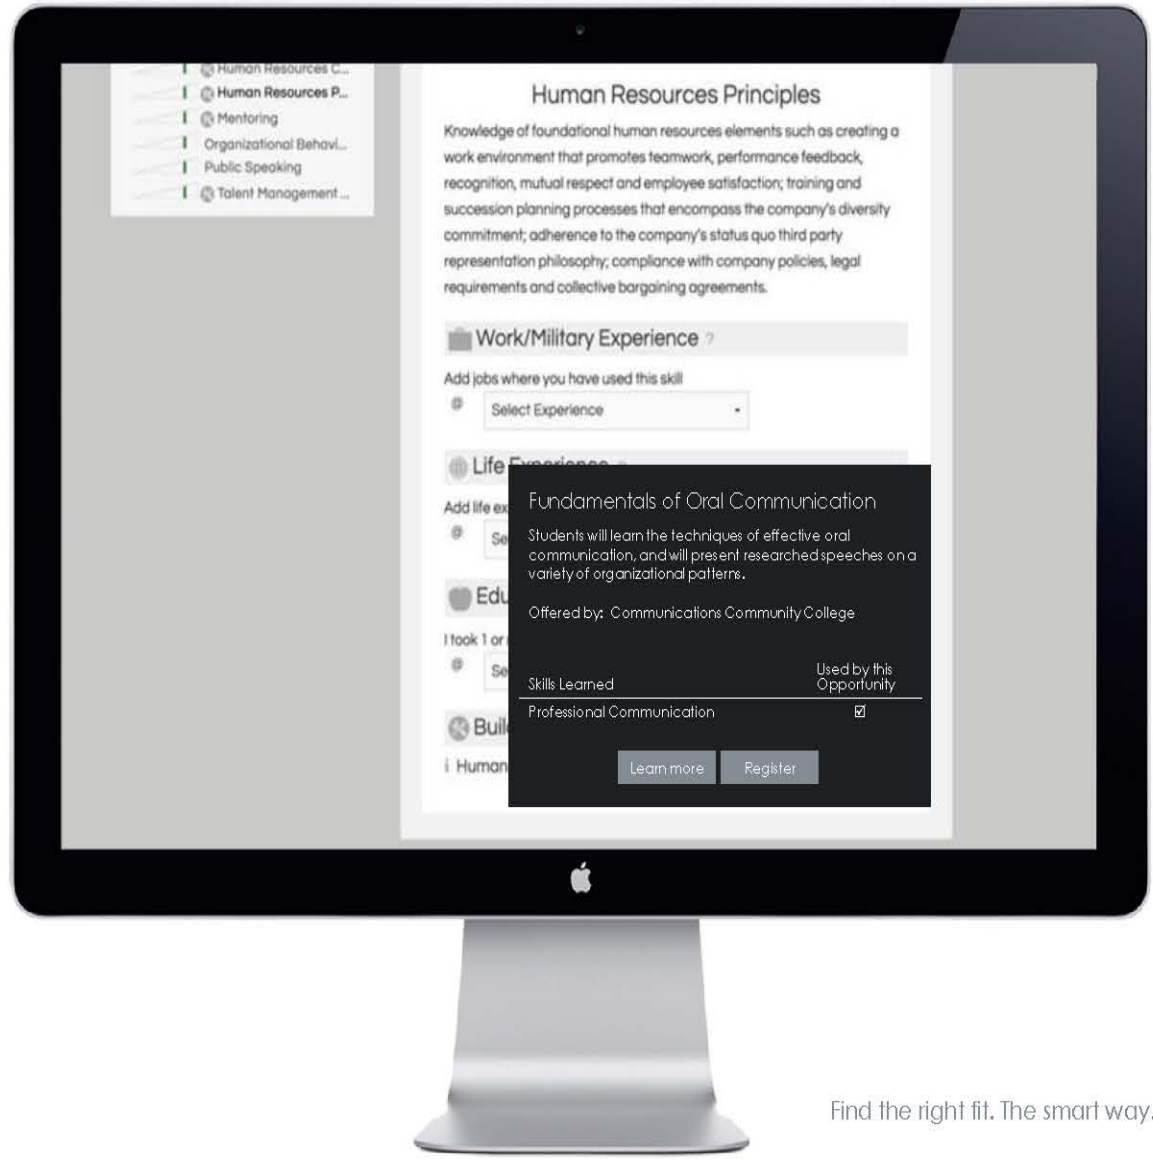 Human Resources C...
Human Resources P...
Mentoring
Organizational Behavi...
Public Speaking
Talent Management ...
Human Resources Principles
Knowledge of foundational human resources elements such as creating a
work environment that promotes teamwork, performance feedback,
recognition, mutual respect and employee satisfaction; training and
succession planning processes that encompass the company's diversity
commitment; adherence to the company's status quo third party
representation philosophy; compliance with company policies, legal
requirements and collective bargaining agreements.
Work/Military Experience ?
Add jobs where you have used this skill
@ Select Experience
Life Experience
Add life ex
@ Se
Edu
I took 1 or
@ Se
Buil
i Human
Fundamentals of Oral Communication
Students will learn the techniques of effective oral
communication, and will present researched speeches on a
variety of organizational patterns.
Offered by: Communications Community College
Skills Learned
Used by this
Opportunity
Professional Communication ☑
Learn more
Register
Find the right fit. The smart way.